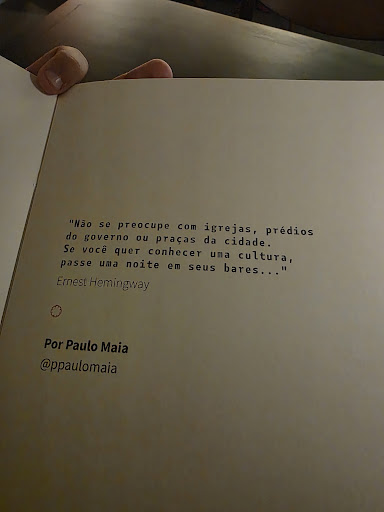 "Não se preocupe com igrejas, prédios
do governo ou praças da cidade.
Se você quer conhecer uma cultura,
passe uma noite em seus bares..."
Ernest Hemingway
Por Paulo Maia
@ppaulomaia